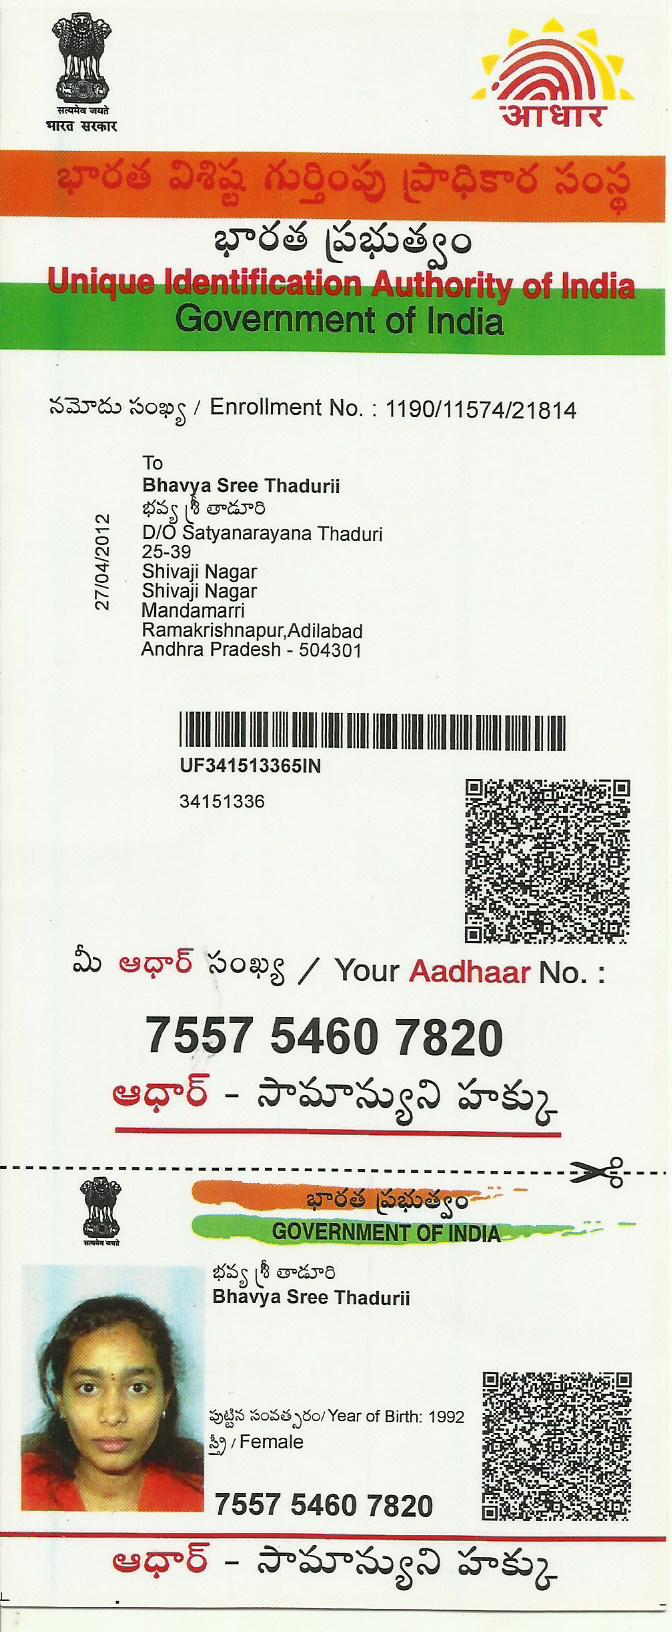 सत्यमेव जयते
भारत सरकार
आधार
భారత విశిష్ట గుర్తింపు ప్రాధికార సంస్థ
భారత ప్రభుత్వం
Unique Identification Authority of India
Government of India
నమోదు సంఖ్య / Enrollment No. : 1190/11574/21814
27/04/2012
To
Bhavya Sree Thadurii
భవ్య శ్రీ తాడూరి
D/O Satyanarayana Thaduri
25-39
Shivaji Nagar
Shivaji Nagar
Mandamarri
Ramakrishnapur,Adilabad
Andhra Pradesh - 504301
UF341513365IN
34151336
మీ ఆధార్ సంఖ్య / Your Aadhaar No. :
7557 5460 7820
ఆధార్ - సామాన్యుని హక్కు
सत्यमेव जयते
భారత ప్రభుత్వం
GOVERNMENT OF INDIA
భవ్య శ్రీ తాడూరి
Bhavya Sree Thadurii
పుట్టిన సంవత్సరం/Year of Birth: 1992
స్త్రీ / Female
7557 5460 7820
ఆధార్ - సామాన్యుని హక్కు